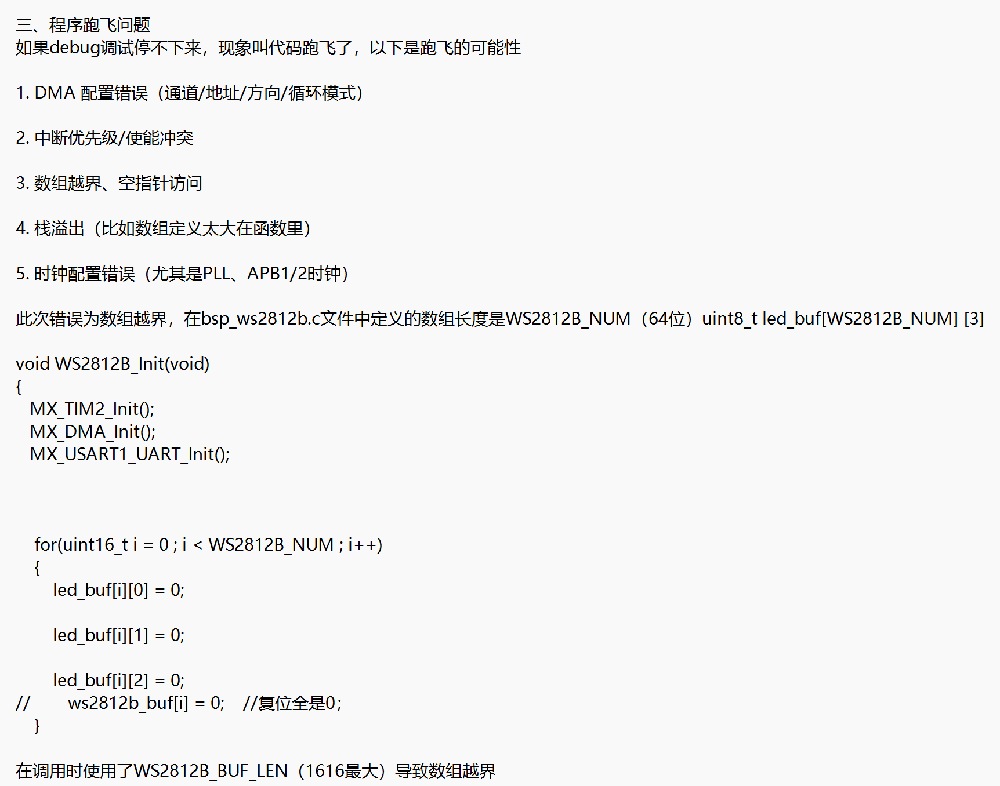 三、程序跑飞问题
如果debug调试停不下来，现象叫代码跑飞了，以下是跑飞的可能性
1. DMA 配置错误（通道/地址/方向/循环模式）
2. 中断优先级/使能冲突
3. 数组越界、空指针访问
4. 栈溢出（比如数组定义太大在函数里）
5. 时钟配置错误（尤其是PLL、APB1/2时钟）
此次错误为数组越界，在bsp_ws2812b.c文件中定义的数组长度是WS2812B_NUM（64位）uint8_t led_buf[WS2812B_NUM] [3]
void WS2812B_Init(void)
{
MX_TIM2_Init();
MX_DMA_Init();
MX_USART1_UART_Init();
for(uint16_t i = 0 ; i < WS2812B_NUM ; i++)
{
led_buf[i][0] = 0;
led_buf[i][1] = 0;
led_buf[i][2] = 0;
// ws2812b_buf[i] = 0; //复位全是0；
}
在调用时使用了WS2812B_BUF_LEN（1616最大）导致数组越界